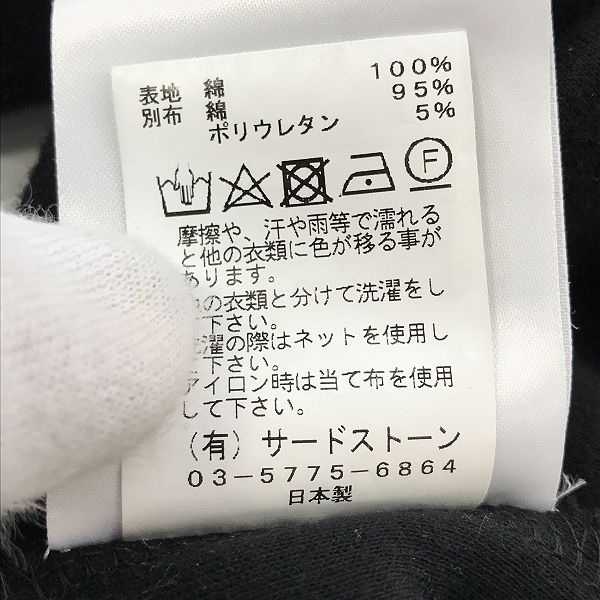 表地 綿 100%
別布 綿 95%
ポリウレタン 5%
F
摩擦や、汗や雨等で濡れる
と他の衣類に色が移る事が
あります。
の衣類と分けて洗濯をし
下さい。
洗濯の際はネットを使用し
下さい。
アイロン時は当て布を使用
して下さい。
(有) サードストーン
03-5775-6864
日本製